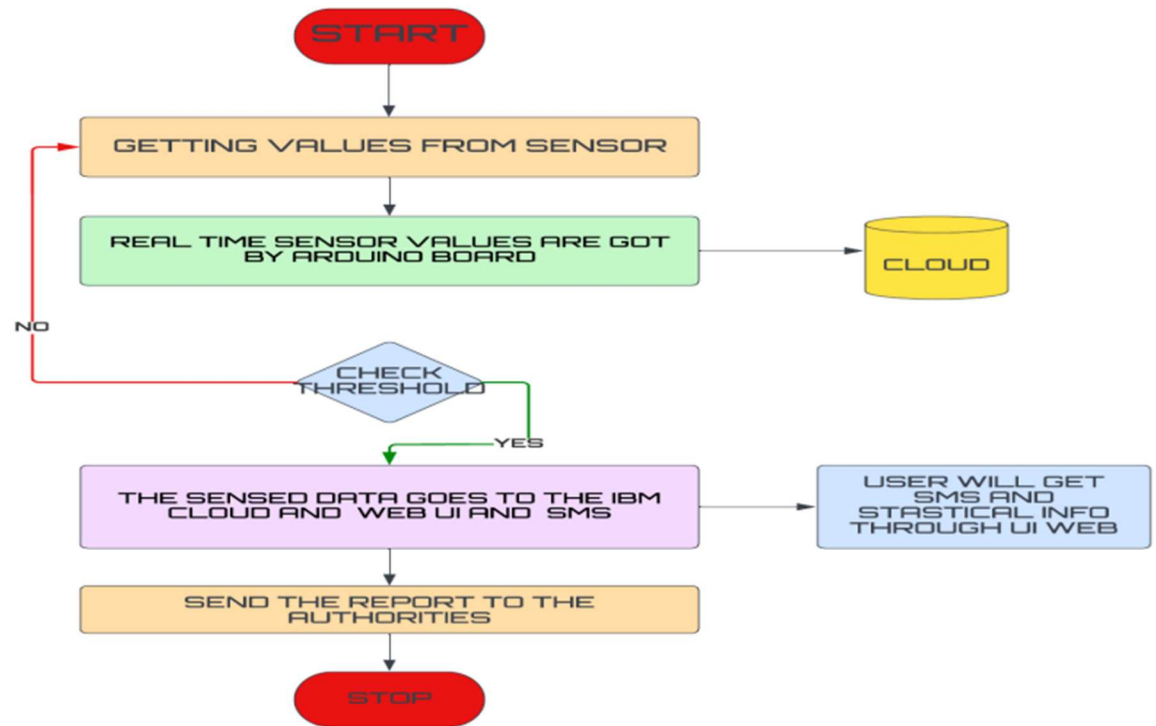 START
GETTING VALUES FROM SENSOR
REAL TIME SENSOR VALUES ARE GOT
BY ARDUINO BOARD
CLOUD
NO
CHECK
THRESHOLD
YES
THE SENSED DATA GOES TO THE IBM
CLOUD AND WEB UI AND SMS
USER WILL GET
SMS AND
STASTICAL INFO
THROUGH UI WEB
SEND THE REPORT TO THE
AUTHORITIES
STOP